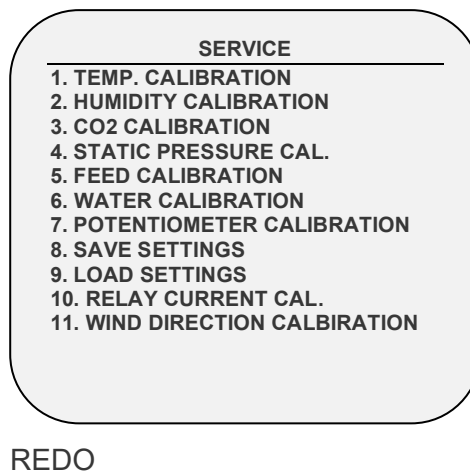 SERVICE
1. TEMP. CALIBRATION
2. HUMIDITY CALIBRATION
3. CO2 CALIBRATION
4. STATIC PRESSURE CAL.
5. FEED CALIBRATION
6. WATER CALIBRATION
7. POTENTIOMETER CALIBRATION
8. SAVE SETTINGS
9. LOAD SETTINGS
10. RELAY CURRENT CAL.
11. WIND DIRECTION CALBIRATION
REDO